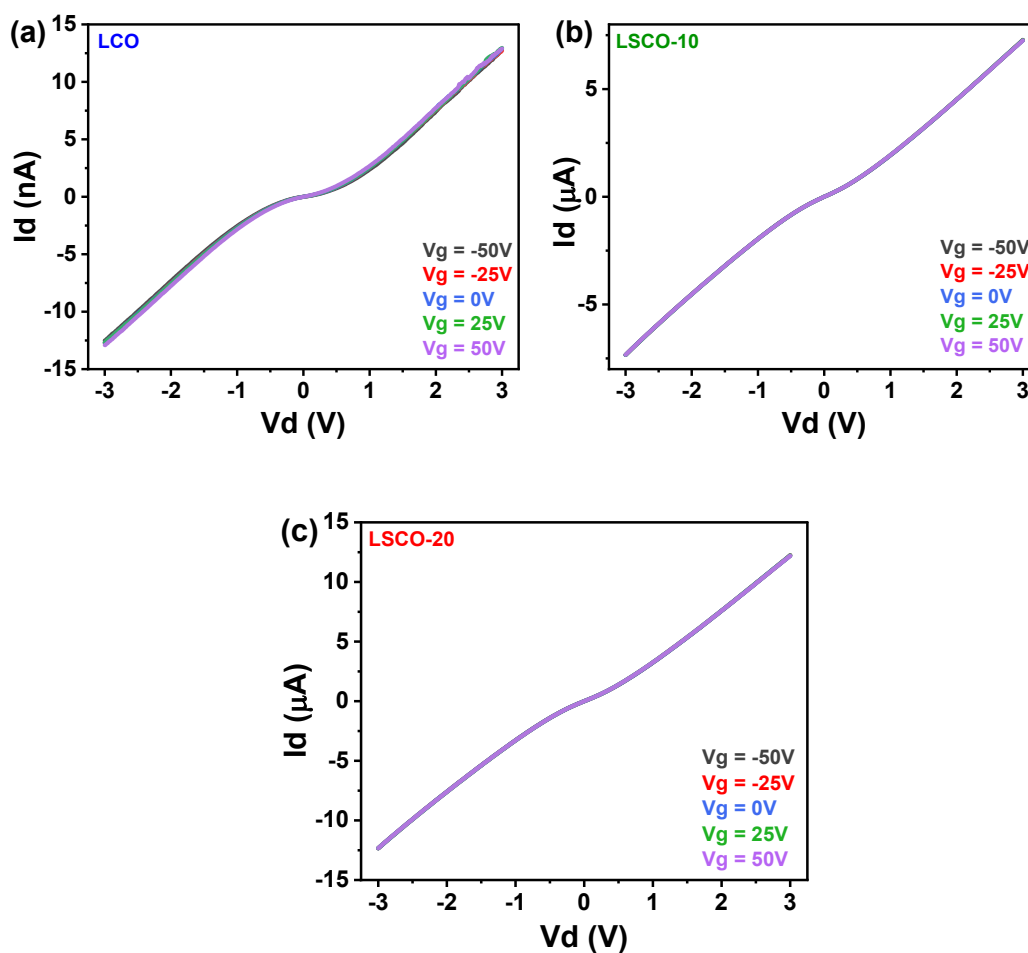 (a)
LCO
15
10
5
0
-5
-10
-15
Id (nA)
Vg = -50V
Vg = -25V
Vg = 0V
Vg = 25V
Vg = 50V
-3 -2 -1 0 1 2 3
Vd (V)
(b)
LSCO-10
5
0
-5
Id (μA)
Vg = -50V
Vg = -25V
Vg = 0V
Vg = 25V
Vg = 50V
-3 -2 -1 0 1 2 3
Vd (V)
(c)
LSCO-20
15
10
5
0
-5
-10
-15
Id (μA)
Vg = -50V
Vg = -25V
Vg = 0V
Vg = 25V
Vg = 50V
-3 -2 -1 0 1 2 3
Vd (V)